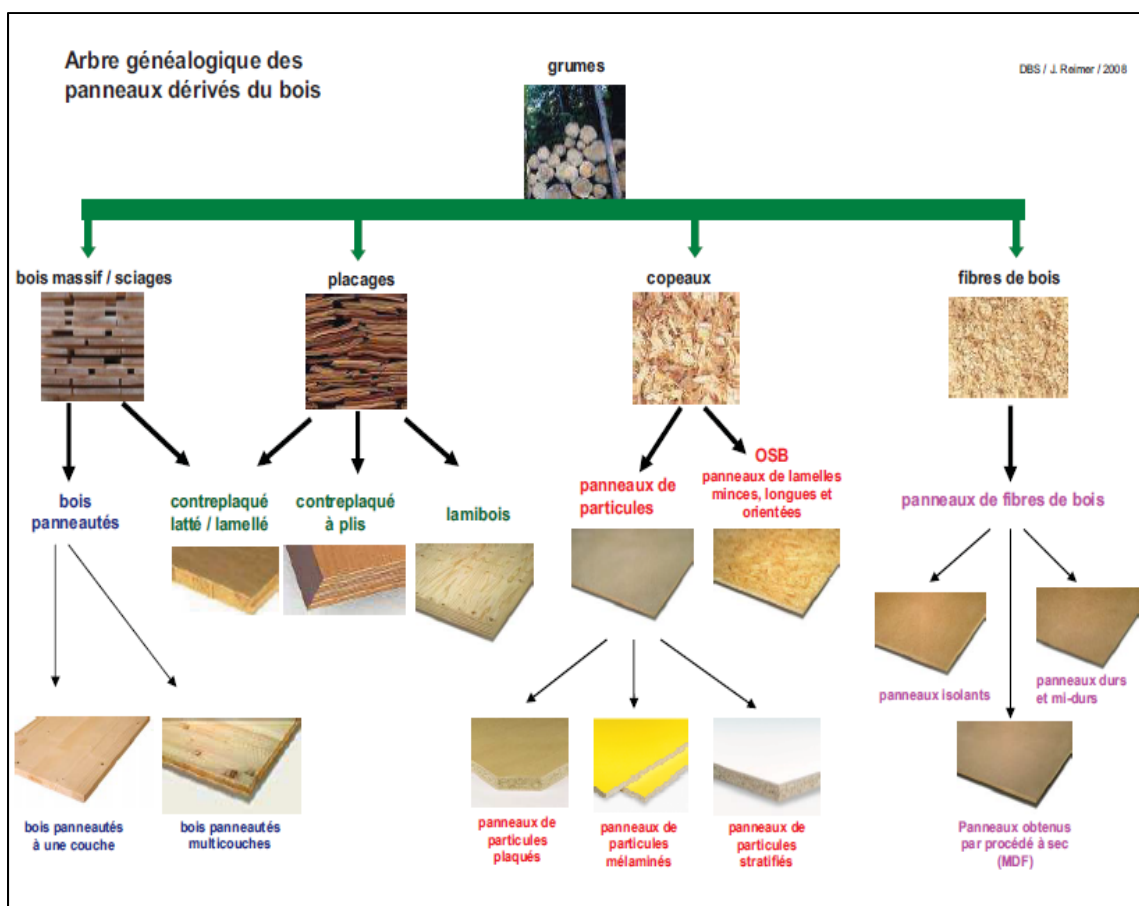 Arbre généalogique des
panneaux dérivés du bois
grumes
DBS / J. Reimer / 2008
bois massif / sciages
placages
copeaux
fibres de bois
bois
panneautés
contreplaqué
latté / lamellé
contreplaqué
à plis
lamibois
panneaux de
particules
OSB
panneaux de lamelles
minces, longues et
orientées
panneaux de fibres de bois
panneaux isolants
panneaux durs
et mi-durs
bois panneautés
à une couche
bois panneautés
multicouches
panneaux de
particules
plaqués
panneaux de
particules
mélaminés
panneaux de
particules
stratifiés
Panneaux obtenus
par procédé à sec
(MDF)